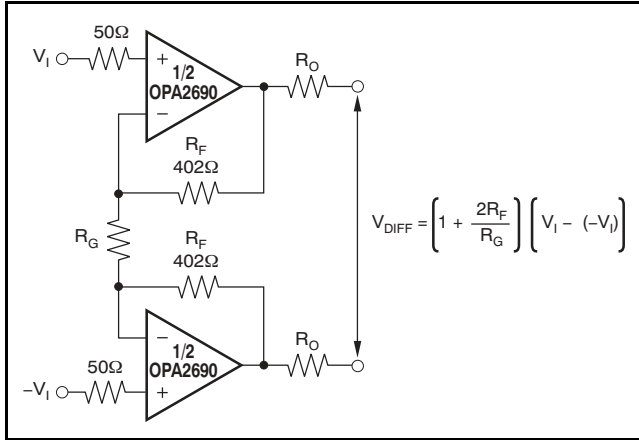 50Ω
V_I
+
1/2
OPA2690
−
R_O
R_F
402Ω
R_G
V_DIFF = [1 + 2R_F / R_G] [V_I − (−V_I)]
R_F
402Ω
−
1/2
OPA2690
+
R_O
50Ω
−V_I